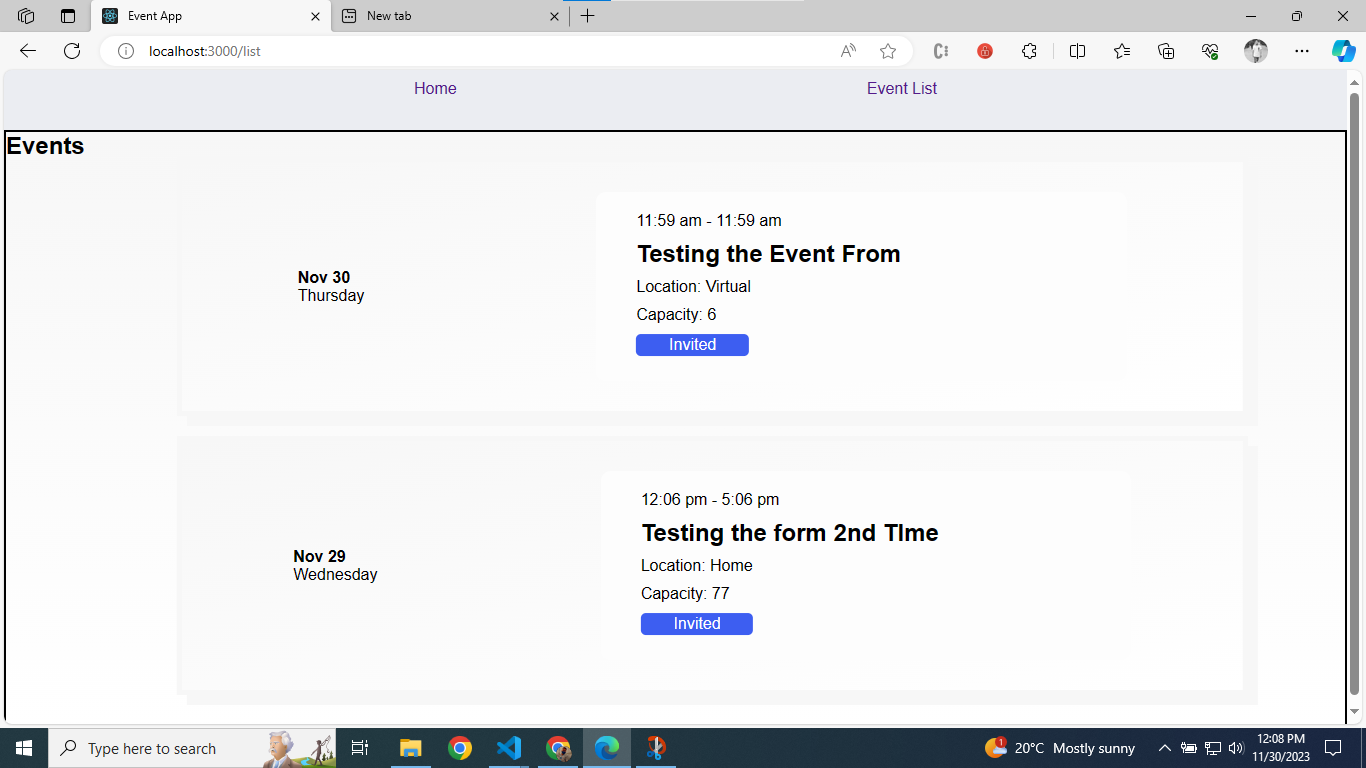 Event App
New tab
localhost:3000/list
Home
Event List
Events
11:59 am - 11:59 am
Testing the Event From
Nov 30
Thursday
Location: Virtual
Capacity: 6
Invited
12:06 pm - 5:06 pm
Testing the form 2nd TIme
Nov 29
Wednesday
Location: Home
Capacity: 77
Invited
Type here to search
1
20°C Mostly sunny
12:08 PM
11/30/2023